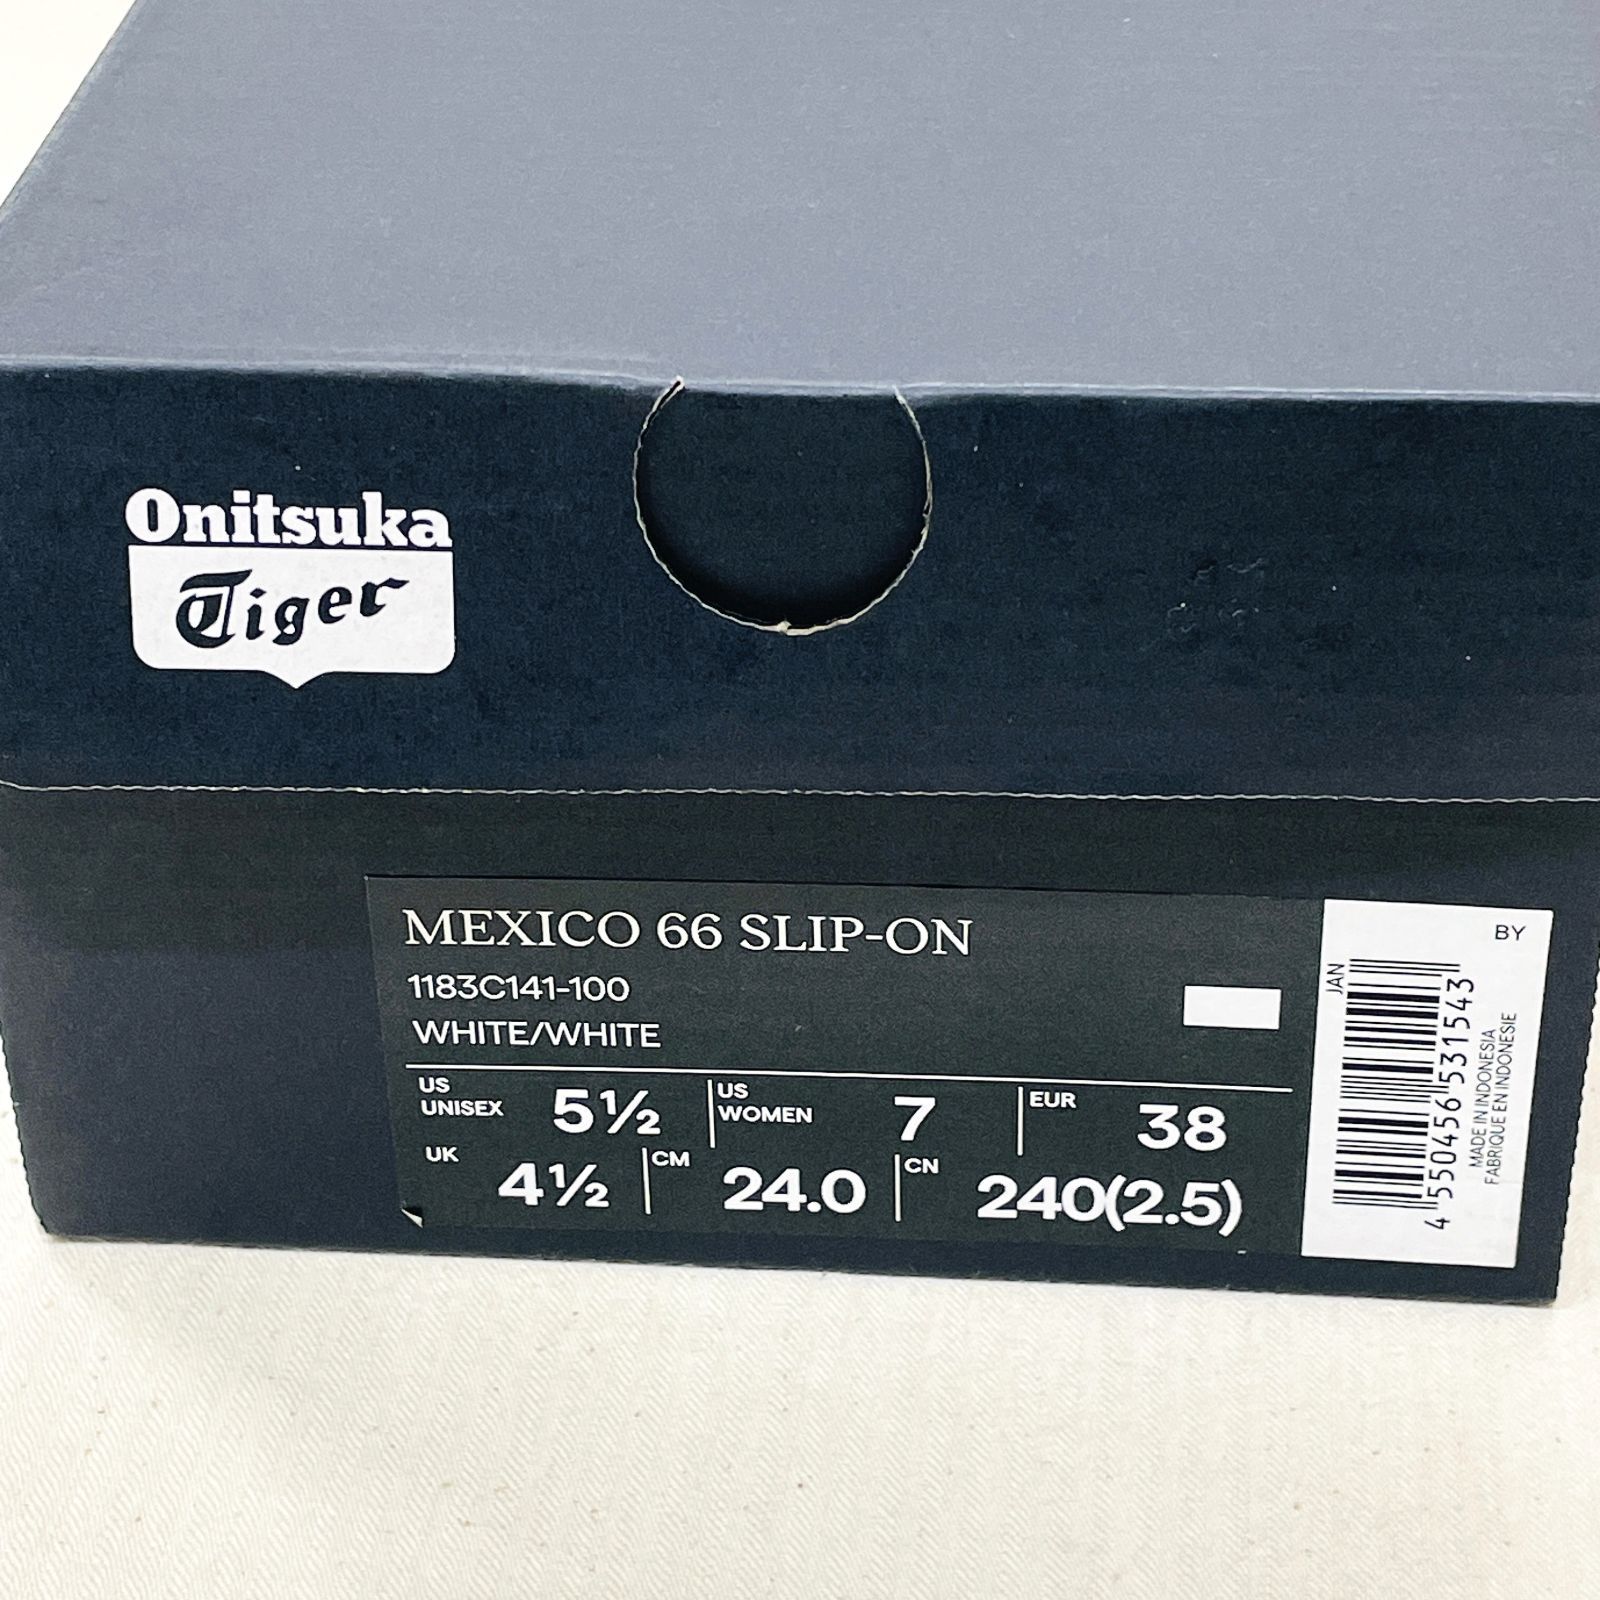 Onitsuka
Tiger
MEXICO 66 SLIP-ON
1183C141-100
WHITE/WHITE
US UNISEX 5½ US WOMEN 7 EUR 38
UK 4½ CM 24.0 CN 240(2.5)
BY
JAN
4 550456 531543
MADE IN INDONESIA
FABRIQUE EN INDONESIE